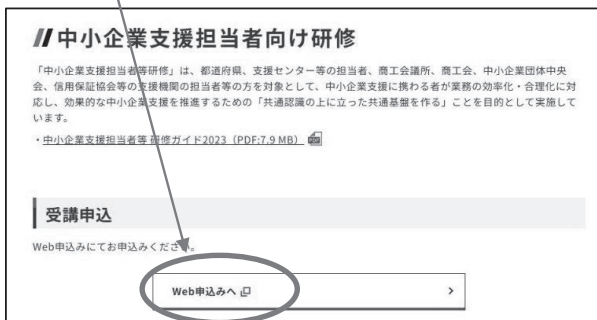 中小企業支援担当者向け研修
「中小企業支援担当者等研修」は、都道府県、支援センター等の担当者、商工会議所、商工会、中小企業団体中央
会、信用保証協会等の支援機関の担当者等の方を対象として、中小企業支援に携わる者が業務の効率化・合理化に対
応し、効果的な中小企業支援を推進するための「共通認識の上に立った共通基盤を作る」ことを目的として実施して
います。
・中小企業支援担当者等 研修ガイド2023（PDF:7.9 MB）
受講申込
Web申込みにてお申込みください。
Web申込みへ